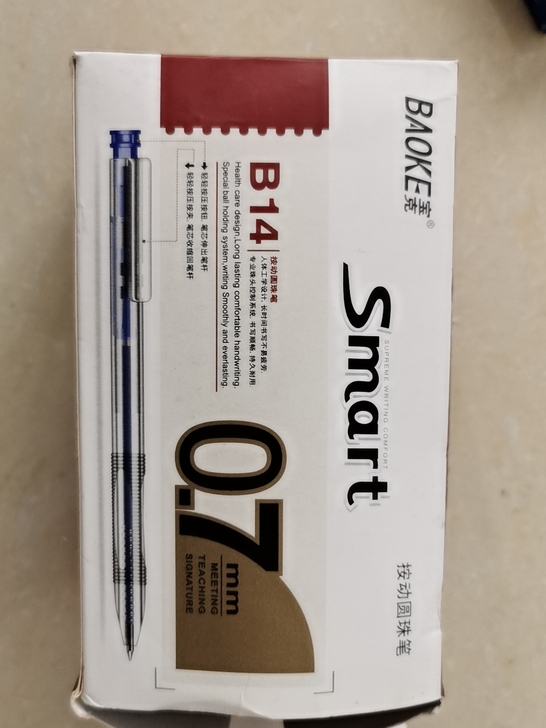 BAOKE宝克®
Smart
SUPREME WRITING COMFORT
按动圆珠笔
B14
按动圆珠笔
人体工学设计, 长时间书写不易疲劳
专业珠头控制系统, 书写顺畅, 持久耐用
Health care design,Long lasting comfortable handwriting.
Special ball holding system,writing Smoothly and everlasting.
轻轻按压按钮, 笔芯伸出笔杆
轻轻按压按夹, 笔芯收缩回笔杆
0.7
mm
MEETING
TEACHING
SIGNATURE